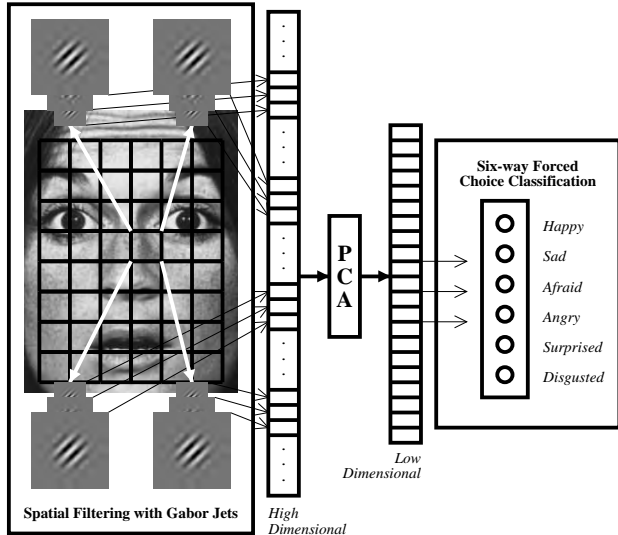 Six-way Forced
Choice Classification
P
C
A
Happy
Sad
Afraid
Angry
Surprised
Disgusted
Low
Dimensional
Spatial Filtering with Gabor Jets
High
Dimensional